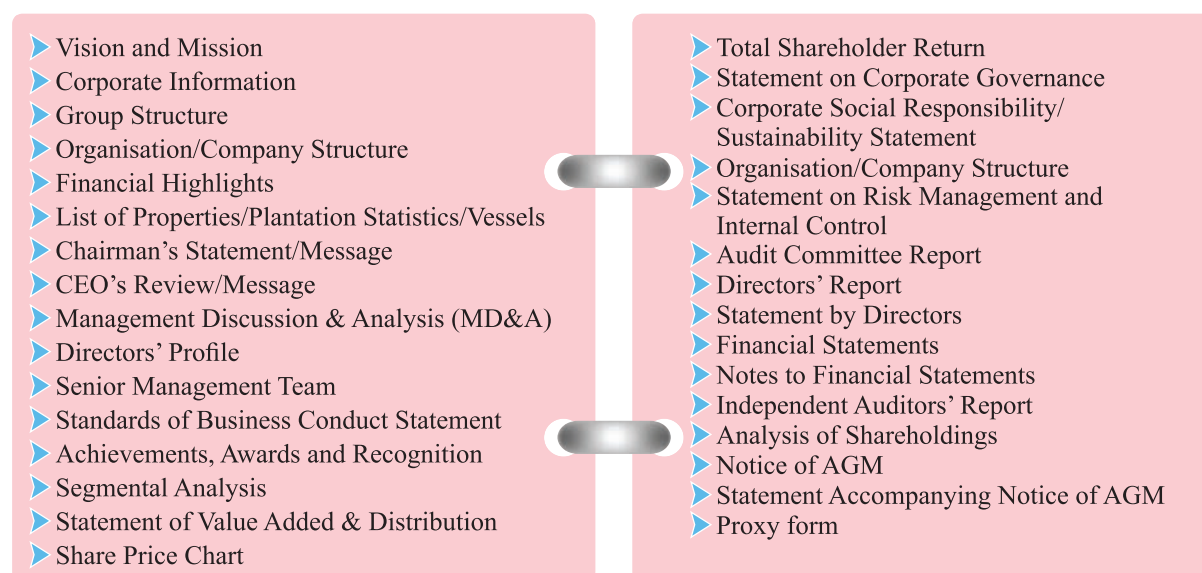 Vision and Mission
Corporate Information
Group Structure
Organisation/Company Structure
Financial Highlights
List of Properties/Plantation Statistics/Vessels
Chairman’s Statement/Message
CEO’s Review/Message
Management Discussion & Analysis (MD&A)
Directors’ Profile
Senior Management Team
Standards of Business Conduct Statement
Achievements, Awards and Recognition
Segmental Analysis
Statement of Value Added & Distribution
Share Price Chart
Total Shareholder Return
Statement on Corporate Governance
Corporate Social Responsibility/
Sustainability Statement
Organisation/Company Structure
Statement on Risk Management and
Internal Control
Audit Committee Report
Directors’ Report
Statement by Directors
Financial Statements
Notes to Financial Statements
Independent Auditors’ Report
Analysis of Shareholdings
Notice of AGM
Statement Accompanying Notice of AGM
Proxy form